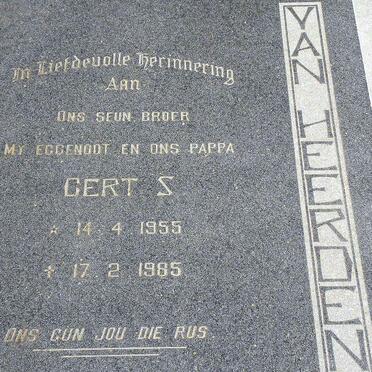 In Liefdevolle Herinnering
Aan
ONS SEUN BROER
MY EGGENOOT EN ONS PAPPA
GERT S
* 14. 4 1955
† 17. 2 1985
ONS GUN JOU DIE RUS
VAN HEERDEN